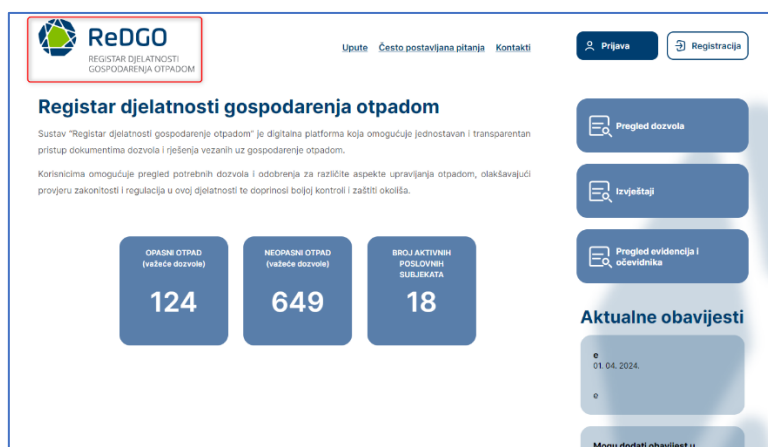 ReDGO
REGISTAR DJELATNOSTI
GOSPODARENJA OTPADOM
Upute Često postavljana pitanja Kontakti
Prijava
Registracija
Registar djelatnosti gospodarenja otpadom
Sustav "Registar djelatnosti gospodarenje otpadom" je digitalna platforma koja omogućuje jednostavan i transparentan
pristup dokumentima dozvola i rješenja vezanih uz gospodarenje otpadom.
Korisnicima omogućuje pregled potrebnih dozvola i odobrenja za različite aspekte upravljanja otpadom, olakšavajući
provjeru zakonitosti i regulacija u ovoj djelatnosti te doprinosi boljoj kontroli i zaštiti okoliša.
OPASNI OTPAD
(važeće dozvole)
124
NEOPASNI OTPAD
(važeće dozvole)
649
BROJ AKTIVNIH
POSLOVNIH
SUBJEKATA
18
Pregled dozvola
Izvještaji
Pregled evidencija i
očevidnika
Aktualne obavijesti
e
01. 04. 2024.
e
Mogu dodati obavijest u